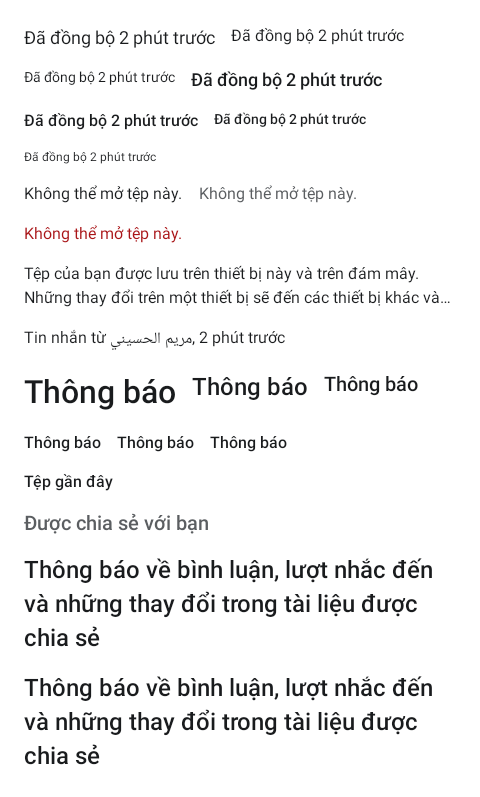 Đã đồng bộ 2 phút trước Đã đồng bộ 2 phút trước
Đã đồng bộ 2 phút trước Đã đồng bộ 2 phút trước
Đã đồng bộ 2 phút trước Đã đồng bộ 2 phút trước
Đã đồng bộ 2 phút trước
Không thể mở tệp này. Không thể mở tệp này.
Không thể mở tệp này.
Tệp của bạn được lưu trên thiết bị này và trên đám mây.
Những thay đổi trên một thiết bị sẽ đến các thiết bị khác và…
Tin nhắn từ مريم الحسيني, 2 phút trước
Thông báo Thông báo Thông báo
Thông báo Thông báo Thông báo
Tệp gần đây
Được chia sẻ với bạn
Thông báo về bình luận, lượt nhắc đến
và những thay đổi trong tài liệu được
chia sẻ
Thông báo về bình luận, lượt nhắc đến
và những thay đổi trong tài liệu được
chia sẻ